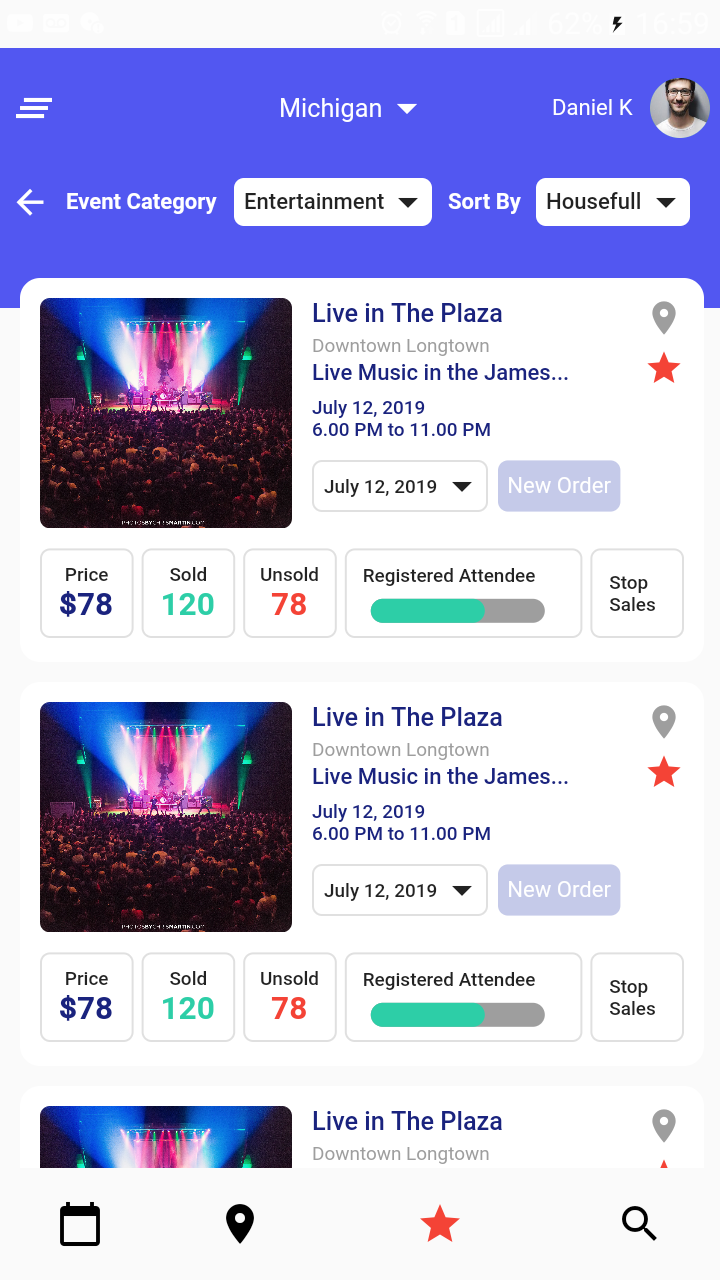 62% 16:59
Michigan
Daniel K
Event Category
Entertainment
Sort By
Housefull
Live in The Plaza
Downtown Longtown
Live Music in the James...
July 12, 2019
6.00 PM to 11.00 PM
July 12, 2019
New Order
Price
$78
Sold
120
Unsold
78
Registered Attendee
Stop
Sales
Live in The Plaza
Downtown Longtown
Live Music in the James...
July 12, 2019
6.00 PM to 11.00 PM
July 12, 2019
New Order
Price
$78
Sold
120
Unsold
78
Registered Attendee
Stop
Sales
Live in The Plaza
Downtown Longtown